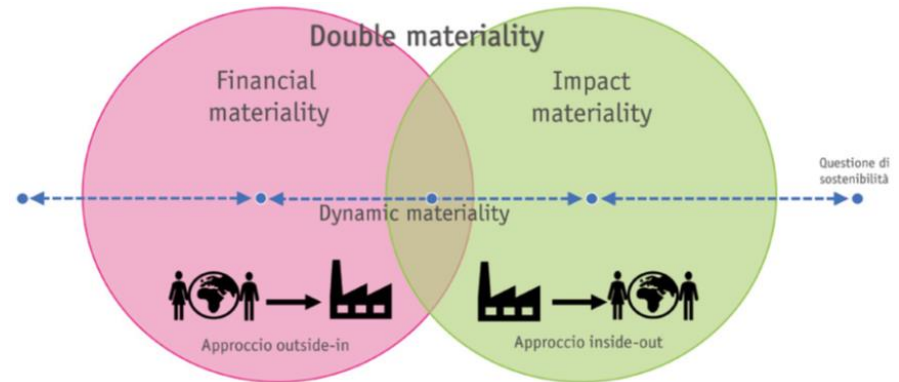 Double materiality
Financial
materiality
Impact
materiality
Questione di
sostenibilità
Dynamic materiality
Approccio outside-in
Approccio inside-out